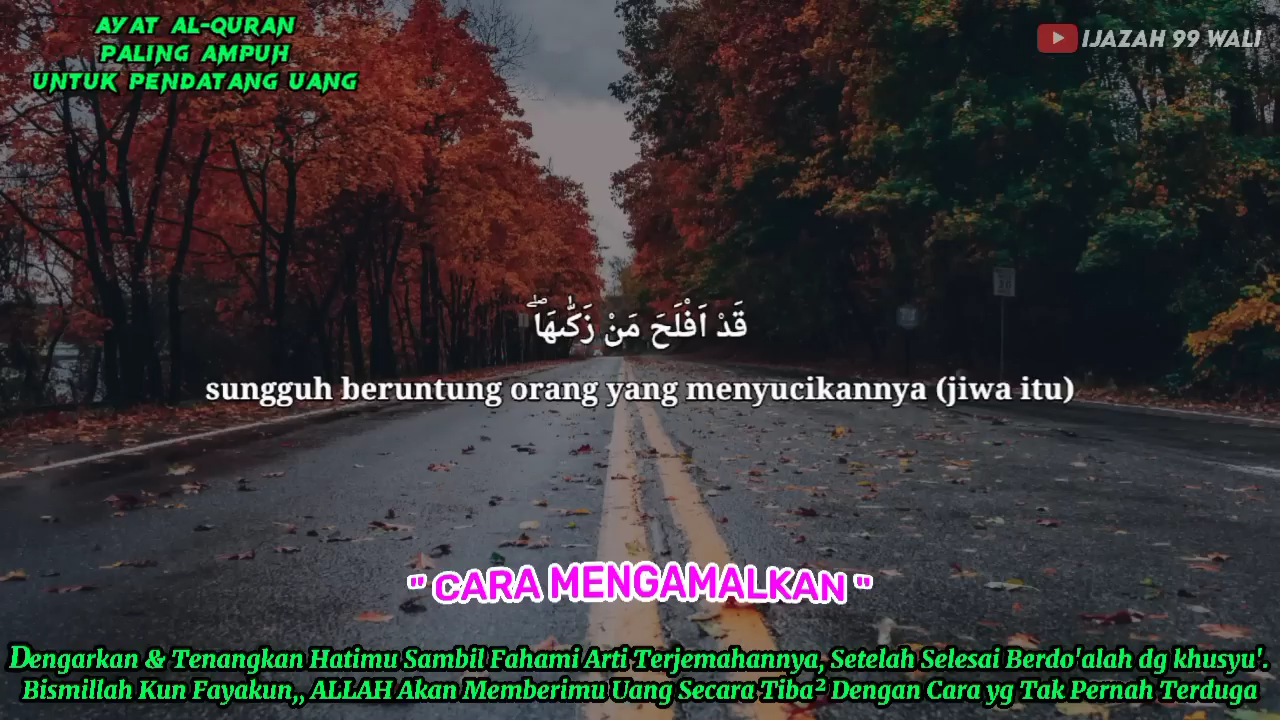 AYAT AL-QURAN
PALING AMPUH
UNTUK PENDATANG UANG
IJAZAH 99 WALI
قَدْ اَفْلَحَ مَنْ زَكّٰىهَاۖ
sungguh beruntung orang yang menyucikannya (jiwa itu)
" CARA MENGAMALKAN "
Dengarkan & Tenangkan Hatimu Sambil Fahami Arti Terjemahannya, Setelah Selesai Berdo'alah dg khusyu'.
Bismillah Kun Fayakun,, ALLAH Akan Memberimu Uang Secara Tiba² Dengan Cara yg Tak Pernah Terduga